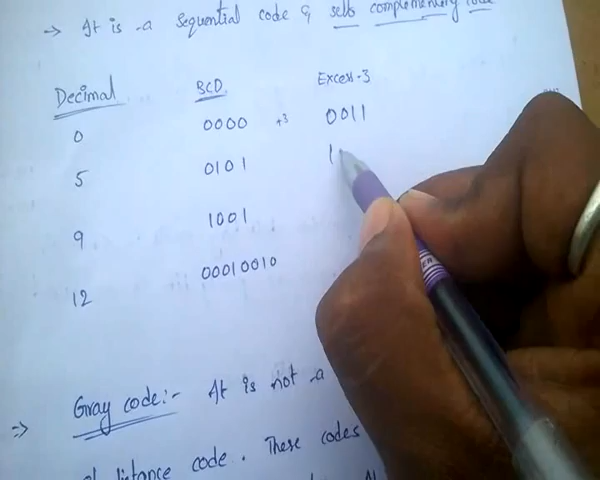 → It is a sequential code & self complementary code
Decimal BCD Excess-3
0 0000 +3 0011
5 0101 1
9 1001
12 00010010
⇒ Gray code:- It is not a
distance code. These codes